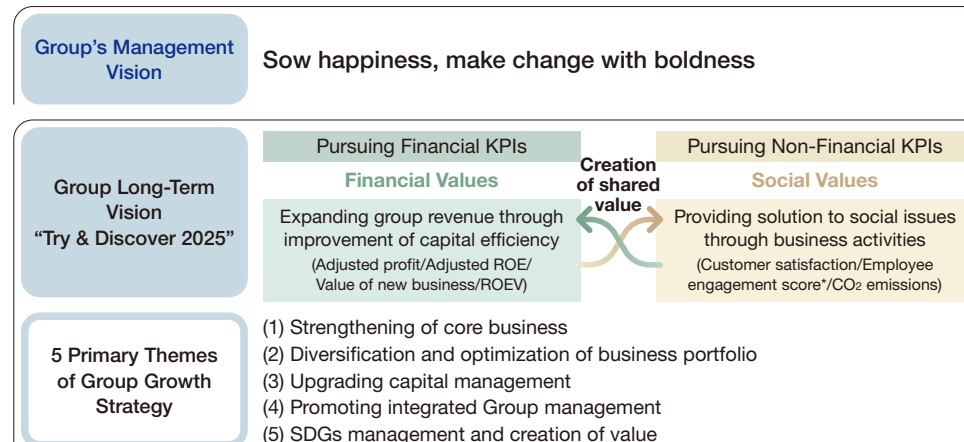 Group's Management
Vision
Sow happiness, make change with boldness
Group Long-Term
Vision
“Try & Discover 2025”
Pursuing Financial KPIs
Financial Values
Expanding group revenue through
improvement of capital efficiency
(Adjusted profit/Adjusted ROE/
Value of new business/ROEV)
Creation
of shared
value
Pursuing Non-Financial KPIs
Social Values
Providing solution to social issues
through business activities
(Customer satisfaction/Employee
engagement score*/CO2 emissions)
5 Primary Themes
of Group Growth
Strategy
(1) Strengthening of core business
(2) Diversification and optimization of business portfolio
(3) Upgrading capital management
(4) Promoting integrated Group management
(5) SDGs management and creation of value